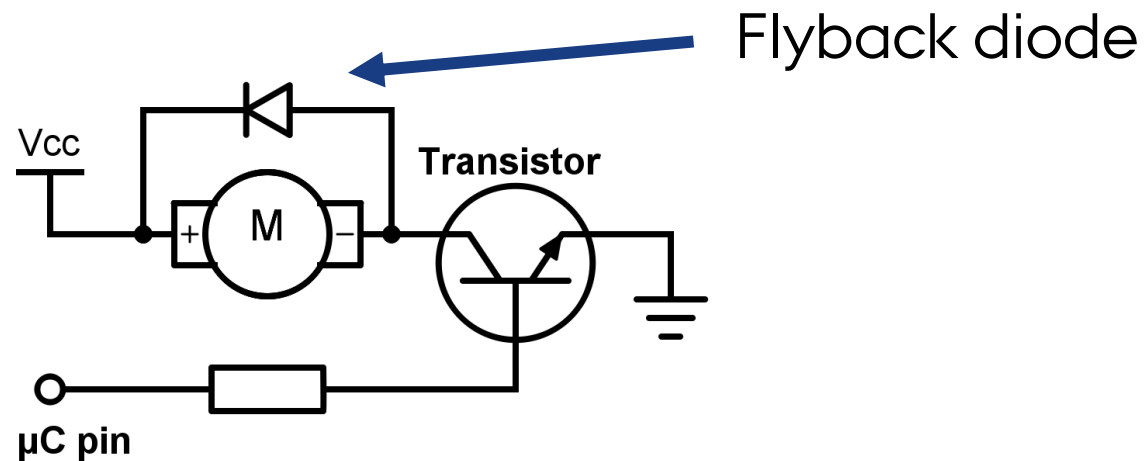 Flyback diode
Vcc
Transistor
+
M
−
µC pin